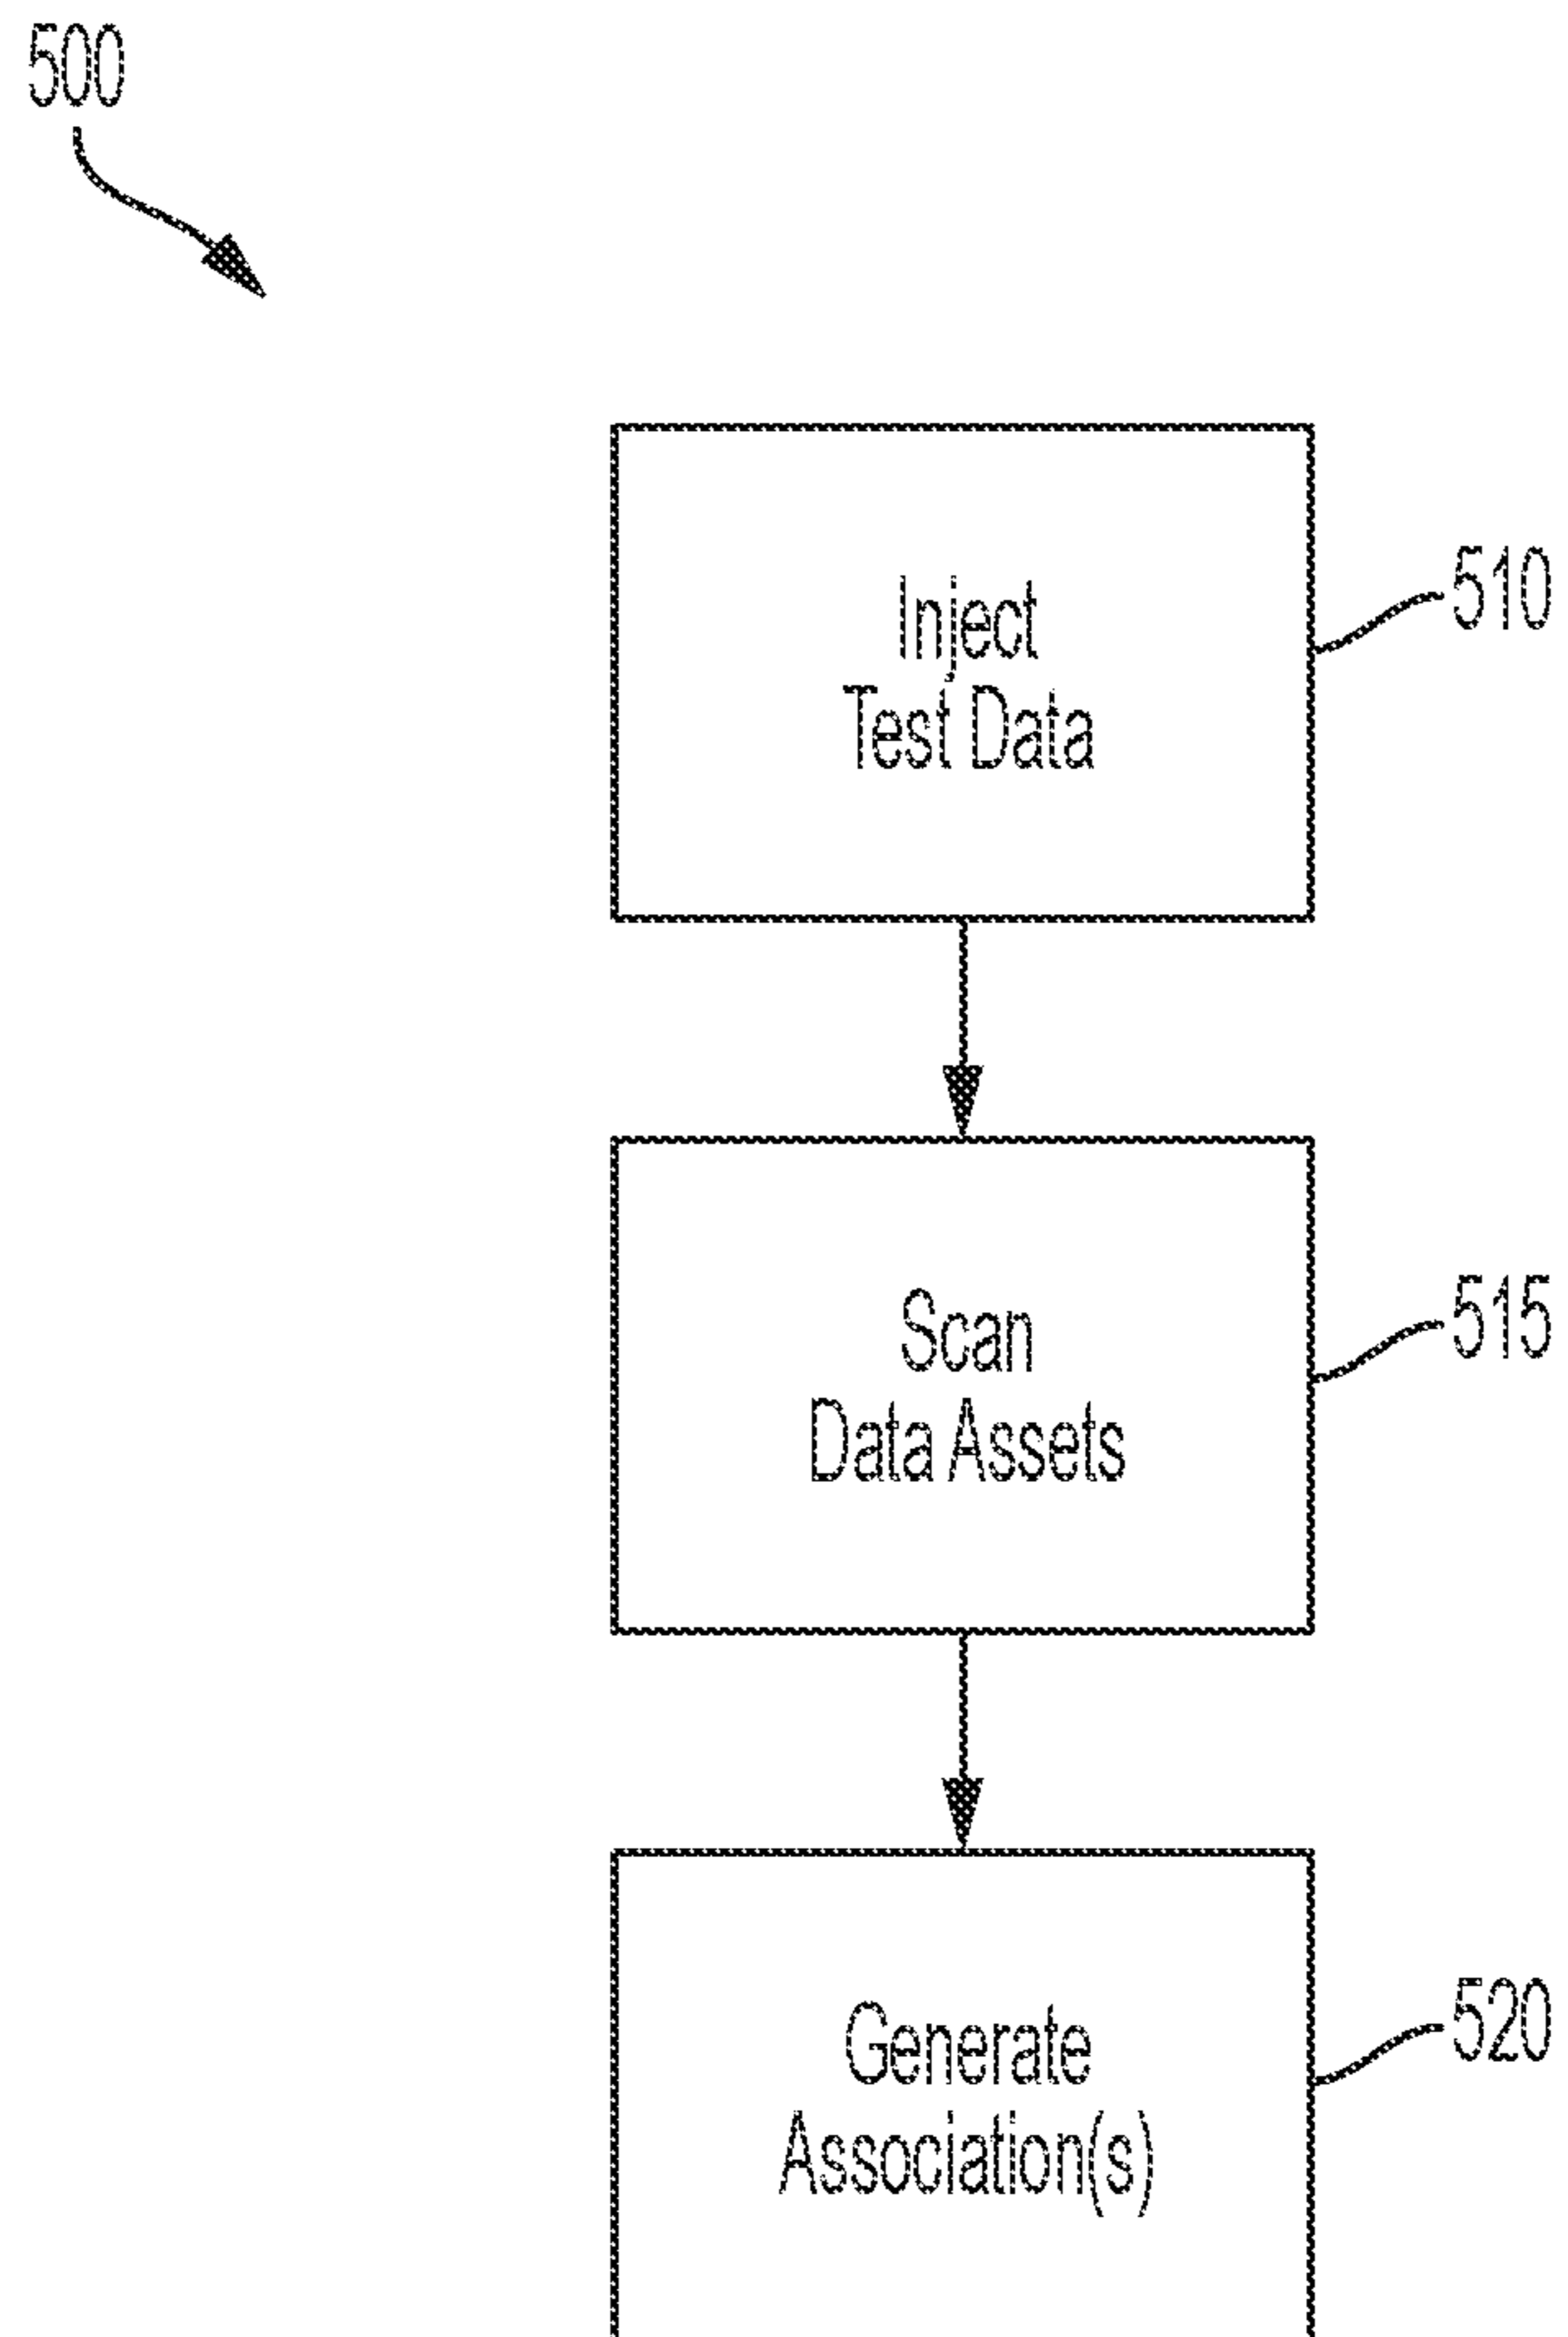 500
Inject
Test Data
510
Scan
Data Assets
515
Generate
Association(s)
520